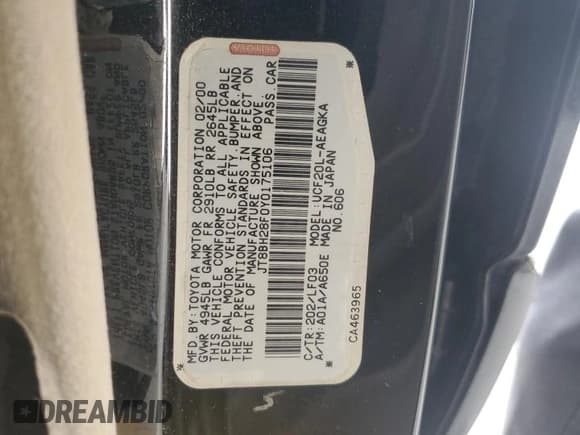 MFD.BY:TOYOTA MOTOR CORPORATION 02/00
GVWR 4945LB GAWR FR 2910LB RR 2645LB
THIS VEHICLE CONFORMS TO ALL APPLICABLE
FEDERAL MOTOR VEHICLE SAFETY,BUMPER,AND
THEFT PREVENTION STANDARDS IN EFFECT ON
THE DATE OF MANUFACTURE SHOWN ABOVE.
JT8BH28F0Y0175106 PASS.CAR
C/TR:202/LF03 MODEL:UCF20L-AEAGKA
A/TM:A01A/A650E MADE IN JAPAN
NO.606
CA463965
DREAMBID